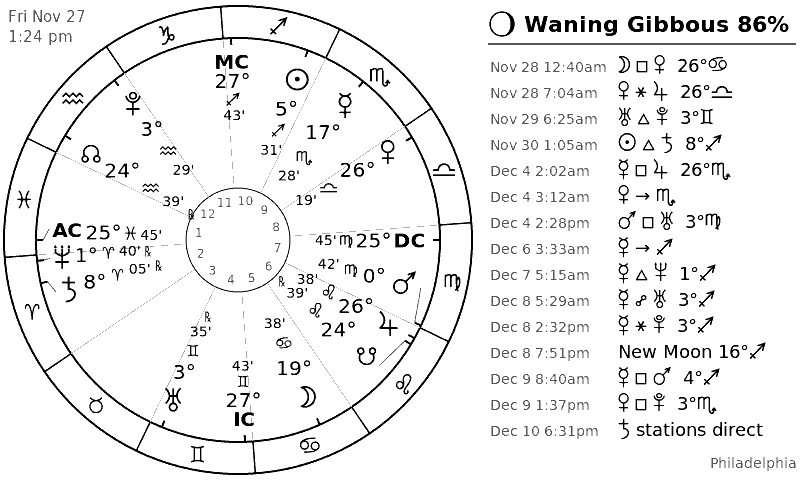 Fri Nov 27
1:24 pm
Waning Gibbous 86%
Nov 28 12:40am ☽ □ ♀ 26°♋
Nov 28 7:04am ♀ ⚹ ♃ 26°♎
Nov 29 6:25am ♅ △ ⯓ 3°♊
Nov 30 1:05am ☉ △ ♄ 8°♐
Dec 4 2:02am ☿ □ ♃ 26°♏
Dec 4 3:12am ♀ → ♏
Dec 4 2:28pm ♂ □ ♅ 3°♍
Dec 6 3:33am ☿ → ♐
Dec 7 5:15am ☿ △ ♆ 1°♐
Dec 8 5:29am ☿ ☍ ♅ 3°♐
Dec 8 2:32pm ☿ ⚹ ⯓ 3°♐
Dec 8 7:51pm New Moon 16°♐
Dec 9 8:40am ☿ □ ♂ 4°♐
Dec 9 1:37pm ♀ □ ⯓ 3°♏
Dec 10 6:31pm ♄ stations direct
Philadelphia
MC
27°
♐
43'
☉
5°
♐
31'
☿
17°
♏
28'
♀
26°
♎
19'
⯓
3°
♒
29'
☊
24°
♒
39'
℞
AC 25° ♓ 45'
♆ 1° ♈ 40' ℞
♄ 8° ♈ 05' ℞
45' ♍ 25° DC
42' ♍ 0° ♂
℞ 38' ♌ 26° ♃
39' ♌ 24° ☋
℞
35'
♊
3°
♅
43'
♊
27°
IC
38'
♋
19°
☽
1
2
3
4
5
6
7
8
9
10
11
12
♑
♐
♏
♎
♍
♌
♋
♊
♉
♈
♓
♒